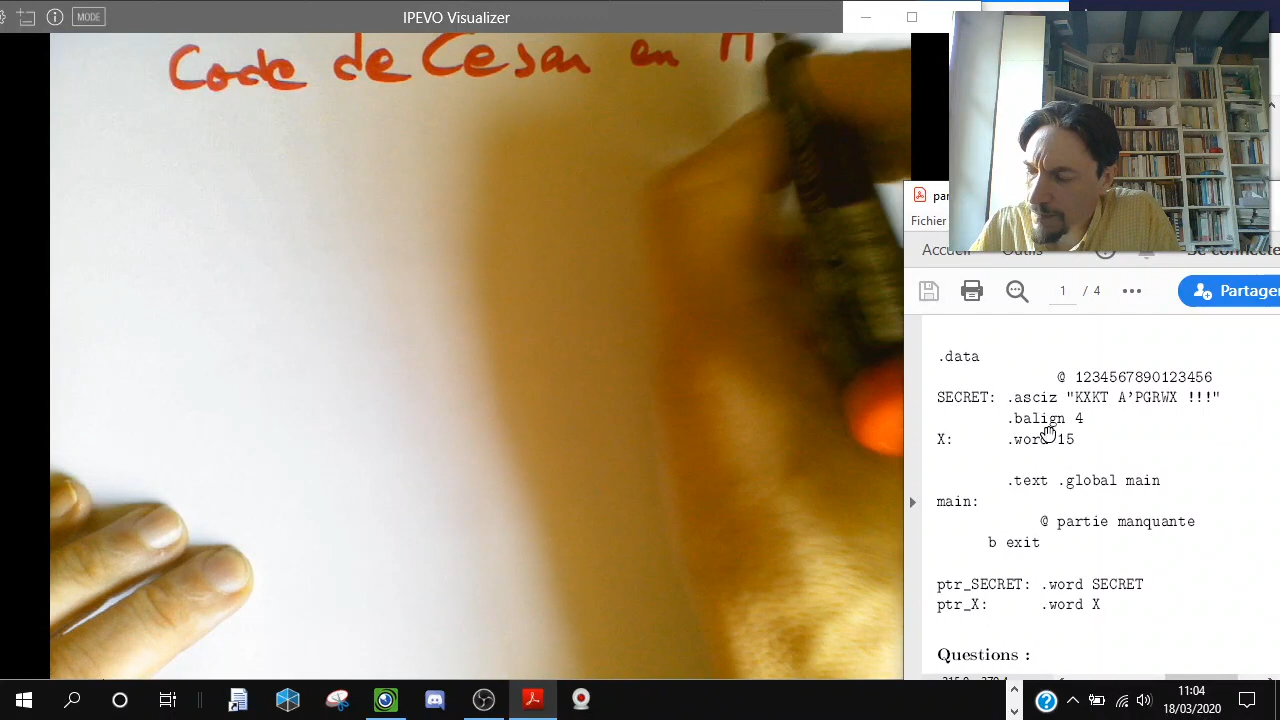 IPEVO Visualizer
MODE
Code de Cesar en
Fichier
Accueil Outils Se connecte
1 / 4
Partager
.data
@ 1234567890123456
SECRET: .asciz "KXKT A’PGRWX !!!"
.balign 4
X: .word 15
.text .global main
main:
@ partie manquante
b exit
ptr_SECRET: .word SECRET
ptr_X: .word X
Questions :
11:04
18/03/2020